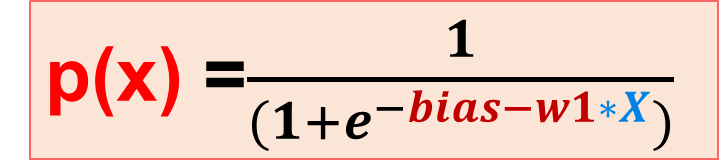 p(x) = 1/(1+e^{−bias−w1*X})